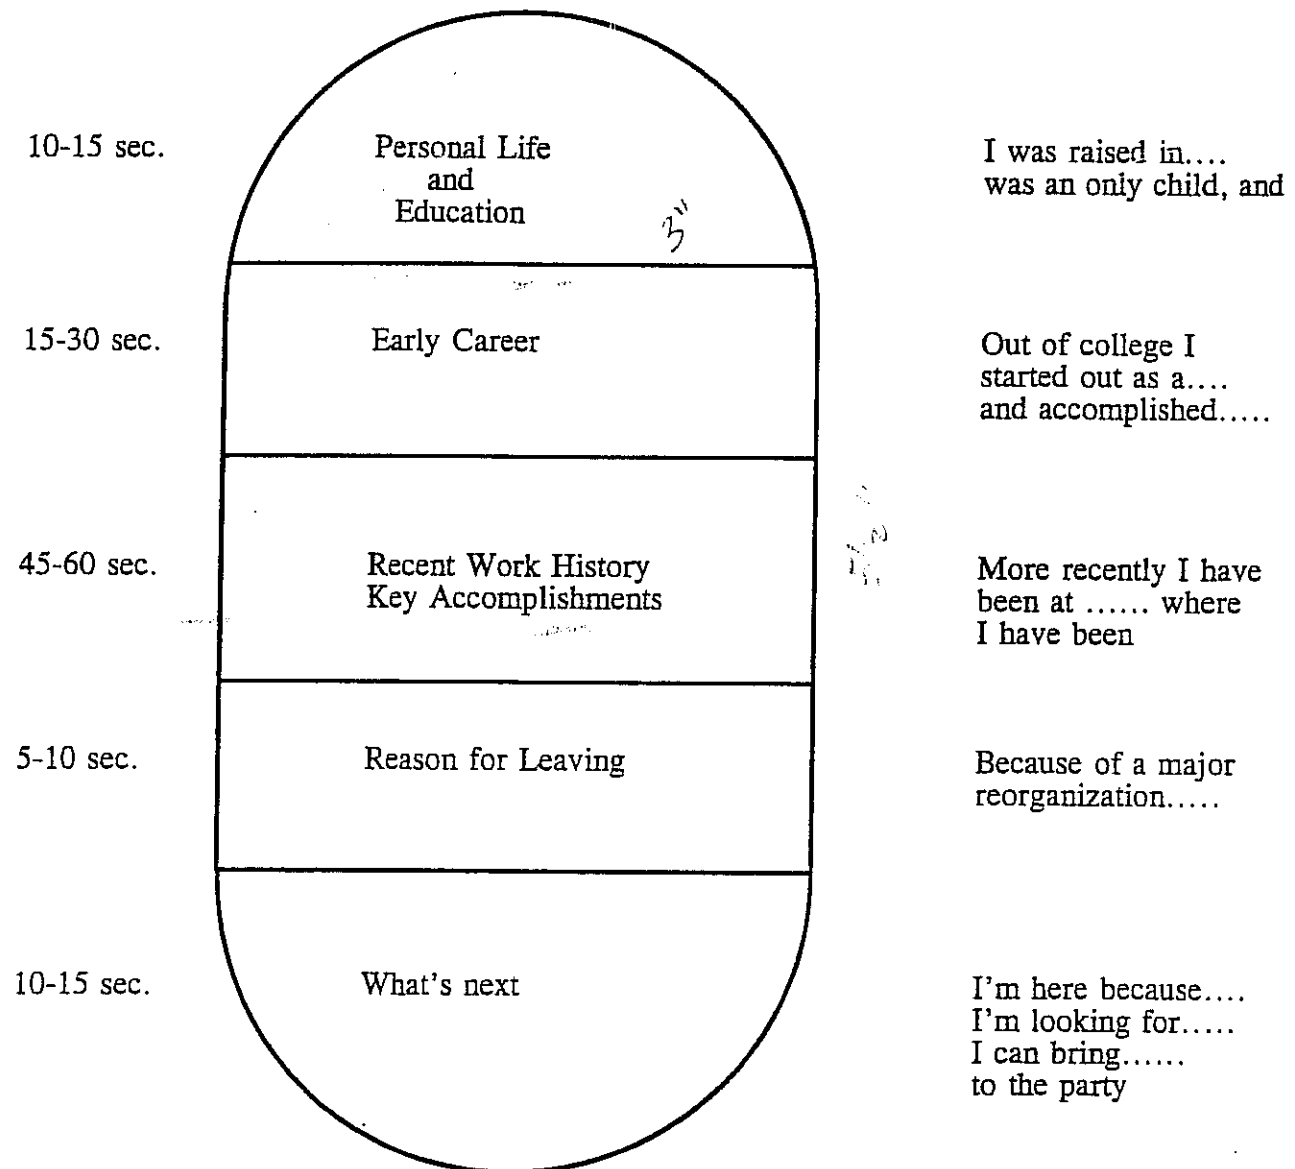 10-15 sec.
Personal Life
and
Education
I was raised in....
was an only child, and
3"
15-30 sec.
Early Career
Out of college I
started out as a....
and accomplished.....
45-60 sec.
Recent Work History
Key Accomplishments
More recently I have
been at ...... where
I have been
5-10 sec.
Reason for Leaving
Because of a major
reorganization.....
10-15 sec.
What's next
I'm here because....
I'm looking for.....
I can bring......
to the party